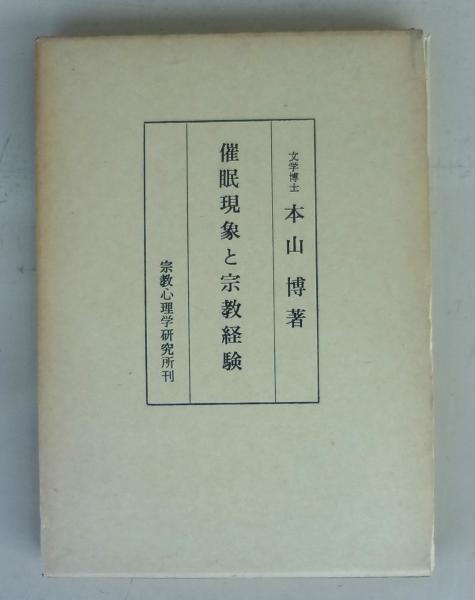 文学博士 本山博著
催眠現象と宗教経験
宗教心理学研究所刊